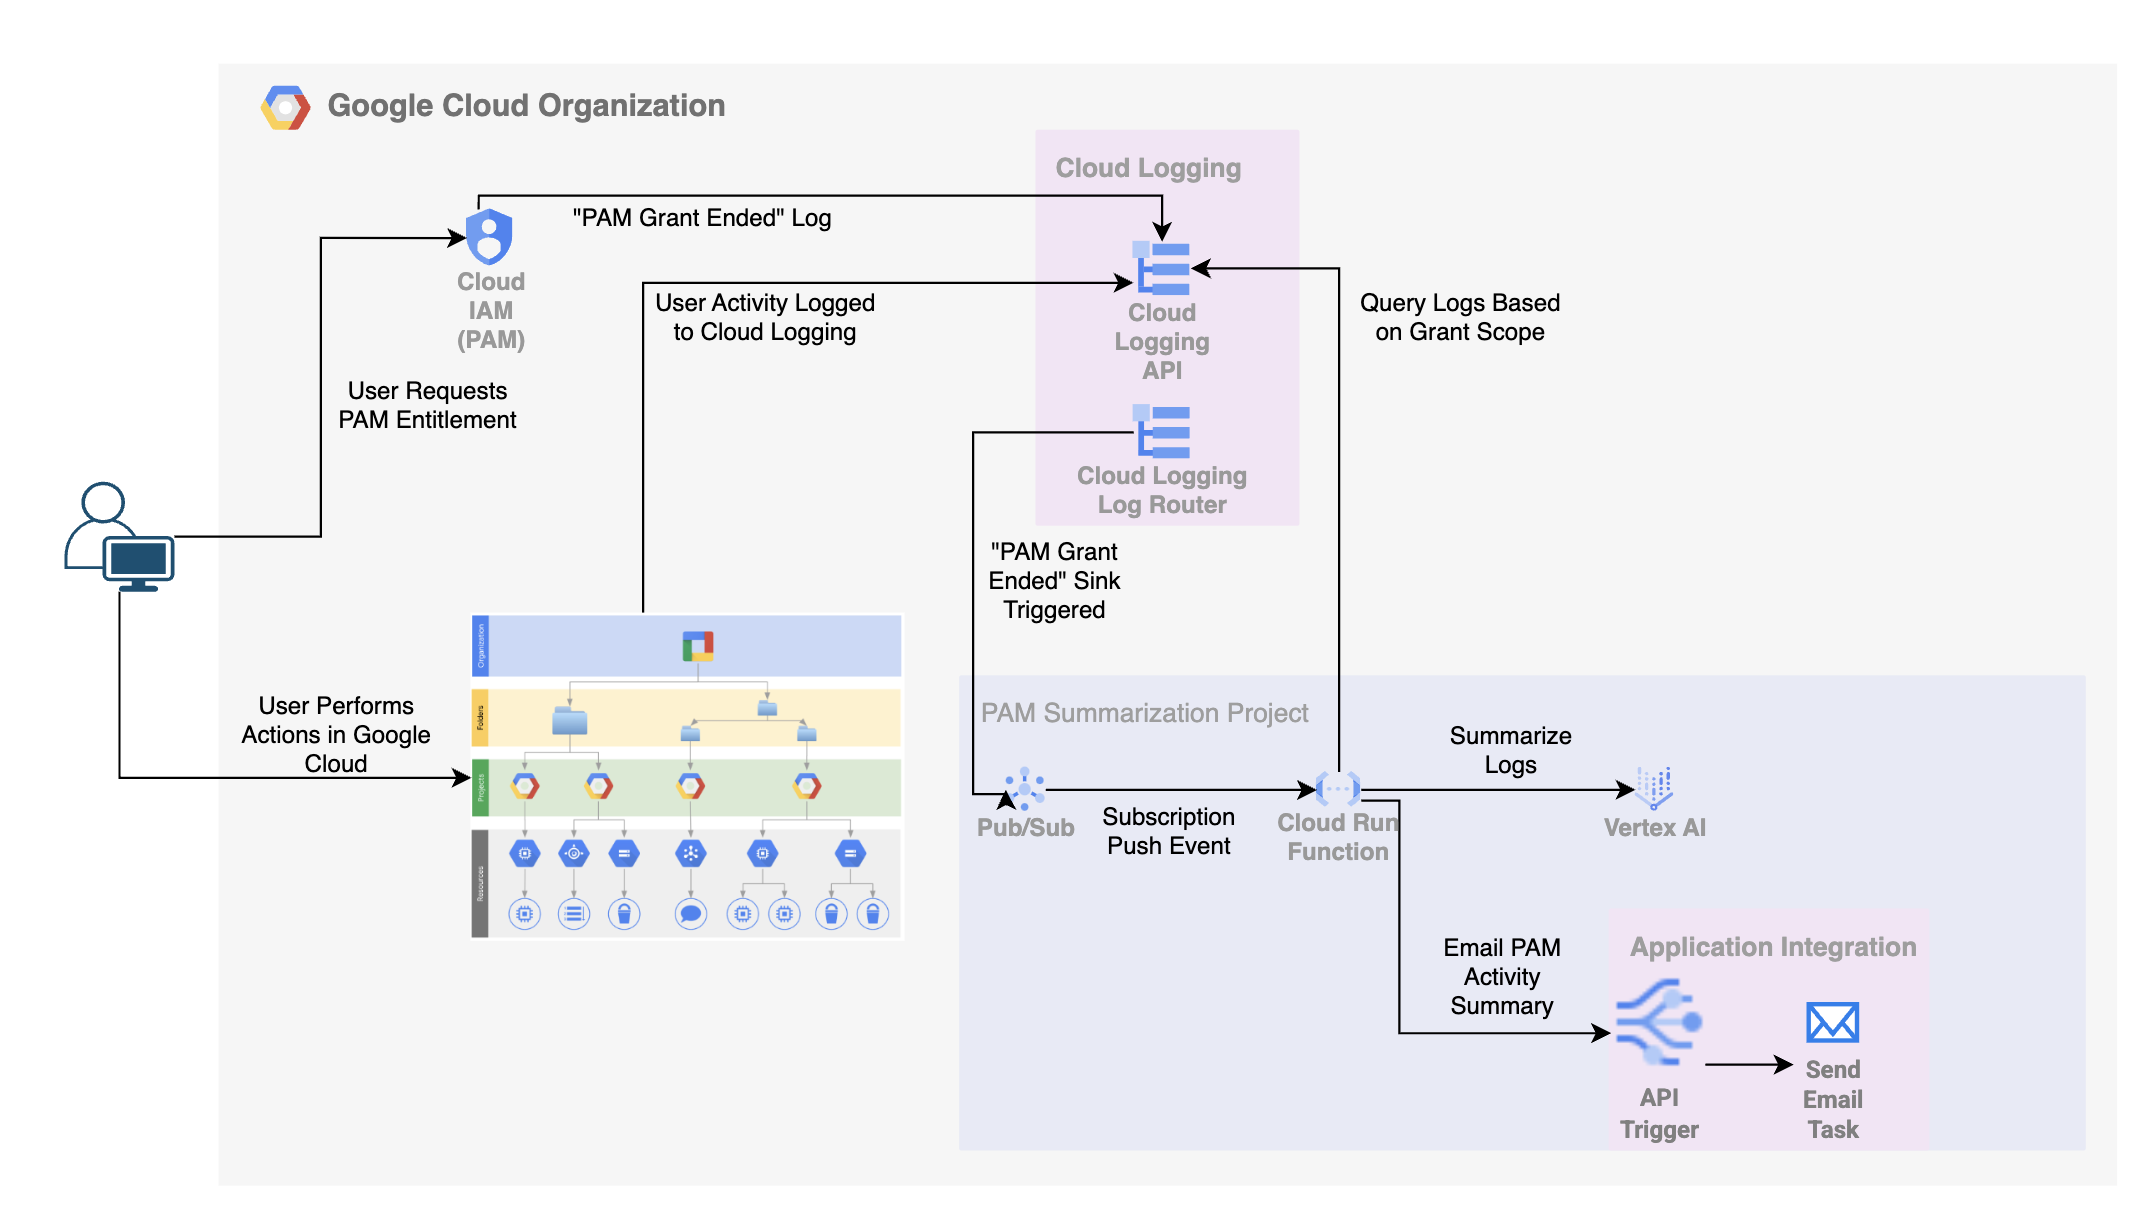 Google Cloud Organization
Cloud Logging
"PAM Grant Ended" Log
Cloud
IAM
(PAM)
User Activity Logged
to Cloud Logging
Cloud
Logging
API
Query Logs Based
on Grant Scope
User Requests
PAM Entitlement
Cloud Logging
Log Router
"PAM Grant
Ended" Sink
Triggered
Organization
Folders
Projects
Resources
User Performs
Actions in Google
Cloud
PAM Summarization Project
Summarize
Logs
Pub/Sub
Subscription
Push Event
Cloud Run
Function
Vertex AI
Email PAM
Activity
Summary
Application Integration
API
Trigger
Send
Email
Task